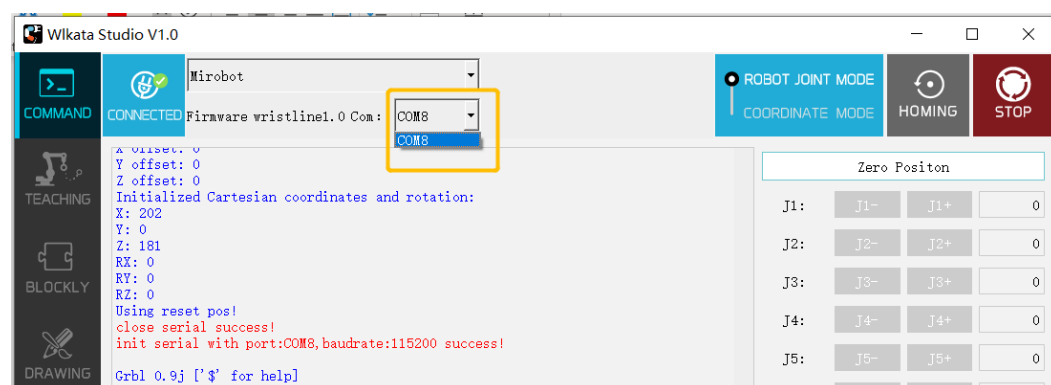 Wlkata Studio V1.0
COMMAND
CONNECTED
Mirobot
Firmware wristline1.0 Com:
COM8
COM8
ROBOT JOINT MODE
COORDINATE MODE
HOMING
STOP
TEACHING
BLOCKLY
DRAWING
X offset: 0
Y offset: 0
Z offset: 0
Initialized Cartesian coordinates and rotation:
X: 202
Y: 0
Z: 181
RX: 0
RY: 0
RZ: 0
Using reset pos!
close serial success!
init serial with port:COM8,baudrate:115200 success!
Grbl 0.9j ['$' for help]
Zero Positon
J1: J1- J1+ 0
J2: J2- J2+ 0
J3: J3- J3+ 0
J4: J4- J4+ 0
J5: J5- J5+ 0